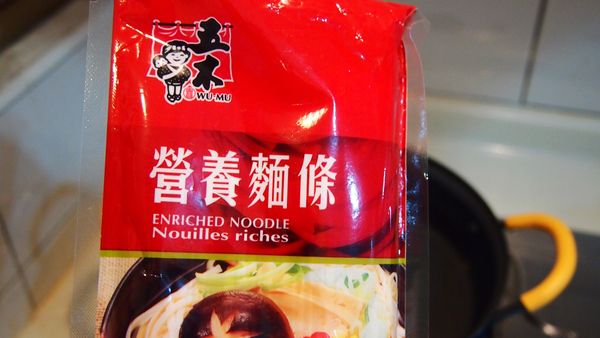 五木
WU-MU
營養麵條
ENRICHED NOODLE
Nouilles riches